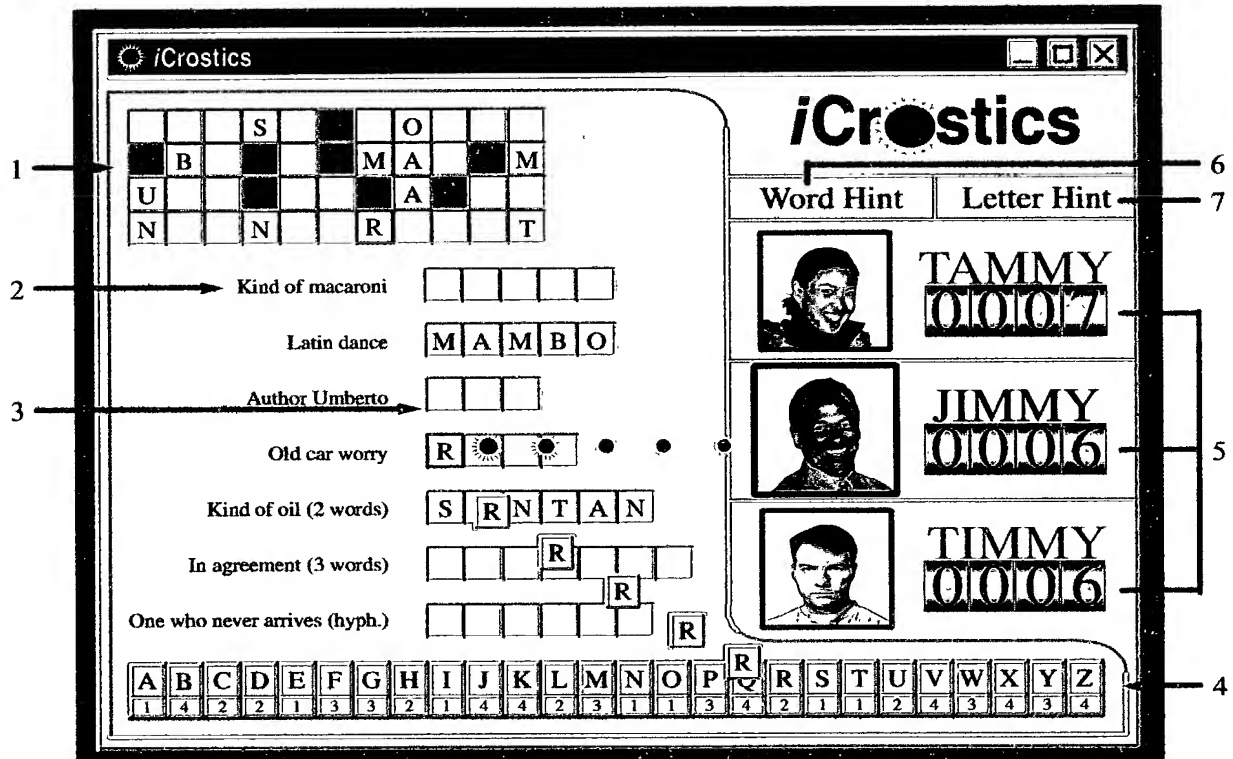 iCrostics
iCrostics
S O
1 B M A M 6
U A Word Hint Letter Hint 7
N N R T
TAMMY
2 Kind of macaroni 0007
Latin dance M A M B O
3 Author Umberto JIMMY
Old car worry R 0006 5
Kind of oil (2 words) S R N T A N
In agreement (3 words) R TIMMY
R 0006
One who never arrives (hyph.) R
R
A B C D E F G H I J K L M N O P Q R S T U V W X Y Z 4
1 4 2 2 1 3 3 2 1 4 4 2 3 1 1 3 4 2 1 1 2 4 3 4 3 4